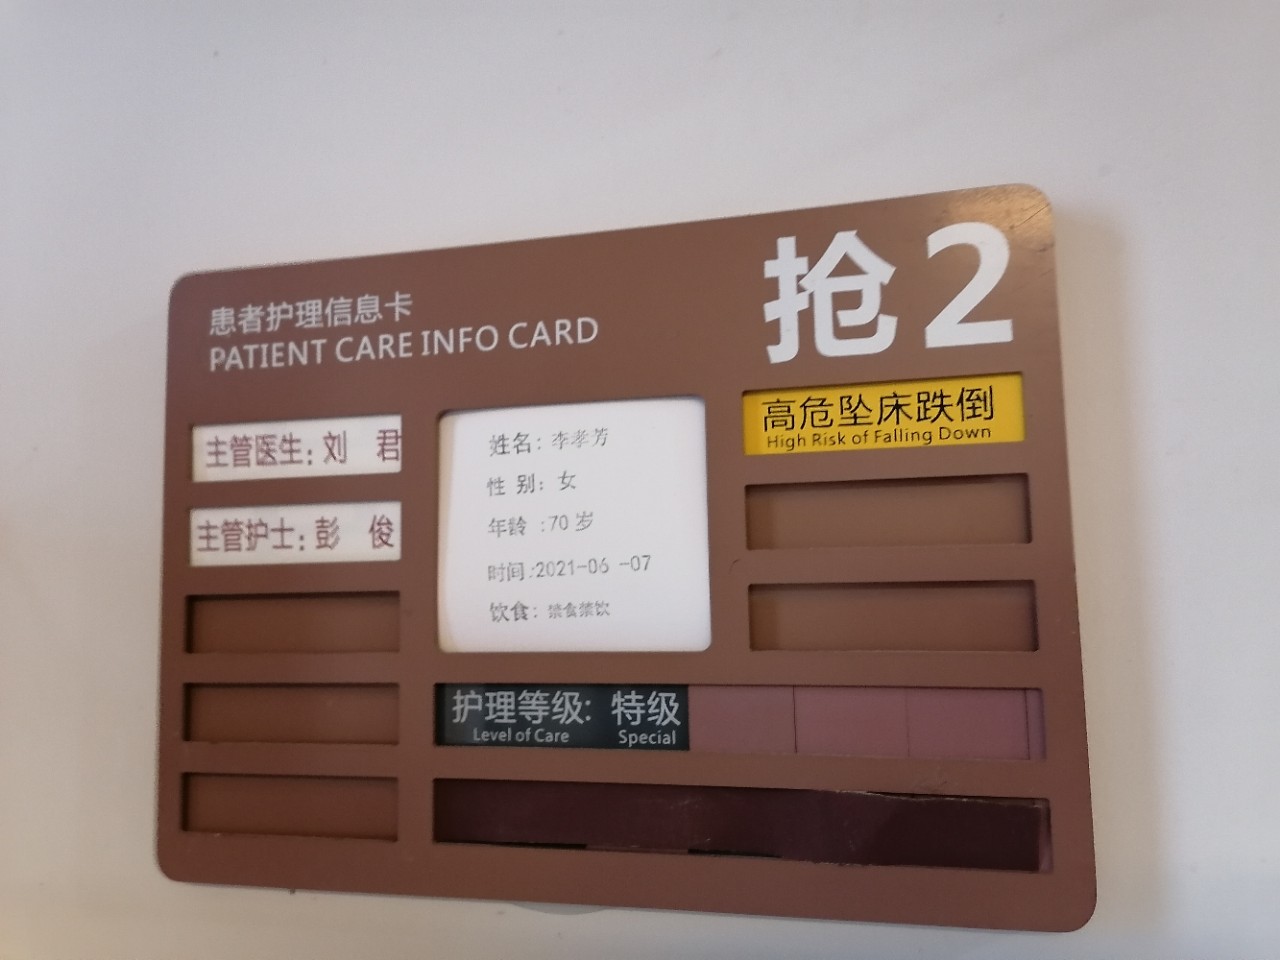 患者护理信息卡
PATIENT CARE INFO CARD
抢2
主管医生：刘 君
主管护士：彭 俊
姓名：李孝芳
性 别：女
年龄 :70岁
时间:2021-06 -07
饮食：禁食禁饮
高危坠床跌倒
High Risk of Falling Down
护理等级: 特级
Level of Care Special